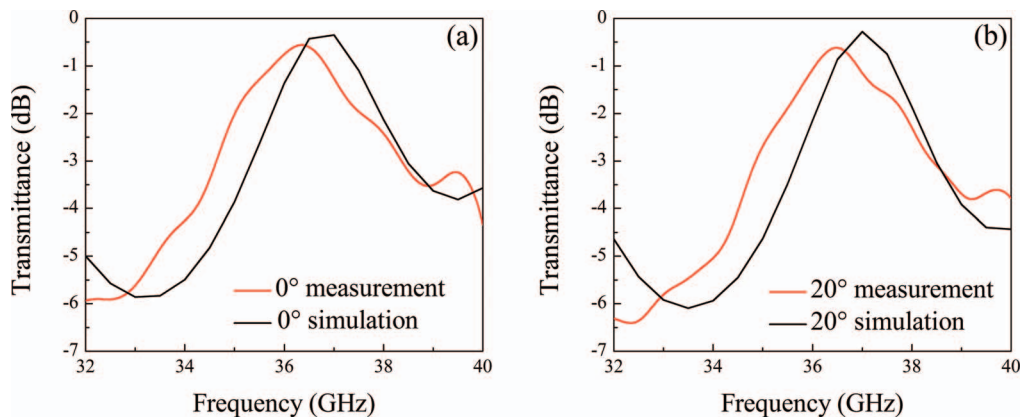 (a)
Transmittance (dB)
0
-1
-2
-3
-4
-5
-6
-7
0° measurement
0° simulation
32 34 36 38 40
Frequency (GHz)
(b)
Transmittance (dB)
0
-1
-2
-3
-4
-5
-6
-7
20° measurement
20° simulation
32 34 36 38 40
Frequency (GHz)